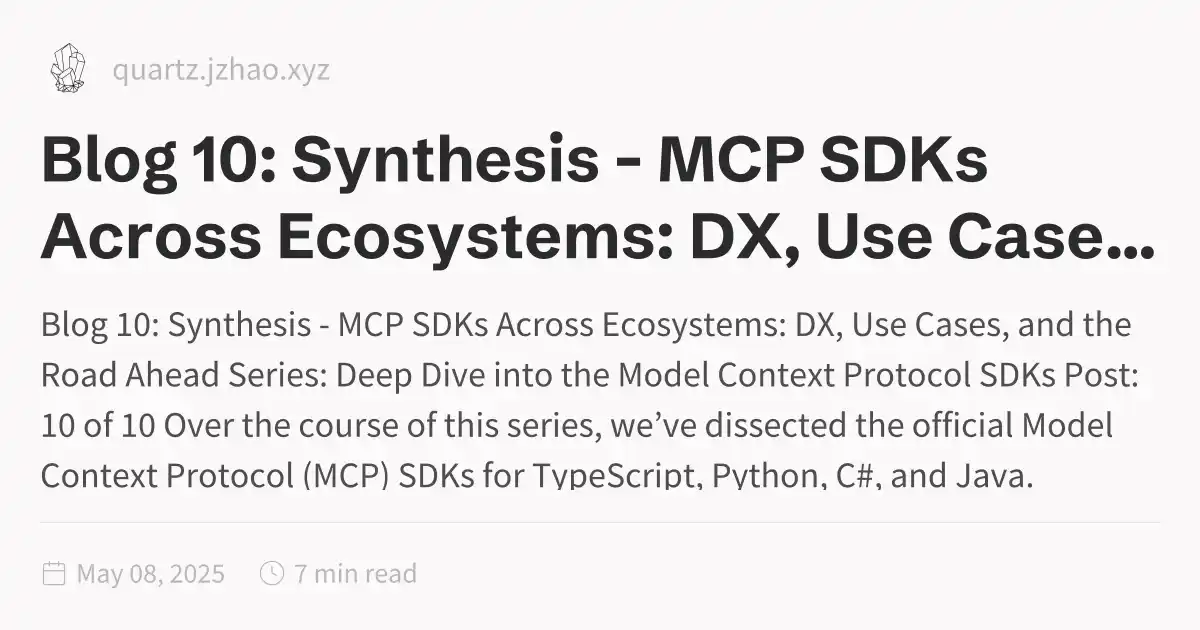 quartz.jzhao.xyz
Blog 10: Synthesis - MCP SDKs
Across Ecosystems: DX, Use Case...
Blog 10: Synthesis - MCP SDKs Across Ecosystems: DX, Use Cases, and the
Road Ahead Series: Deep Dive into the Model Context Protocol SDKs Post:
10 of 10 Over the course of this series, we’ve dissected the official Model
Context Protocol (MCP) SDKs for TypeScript, Python, C#, and Java.
May 08, 2025
7 min read